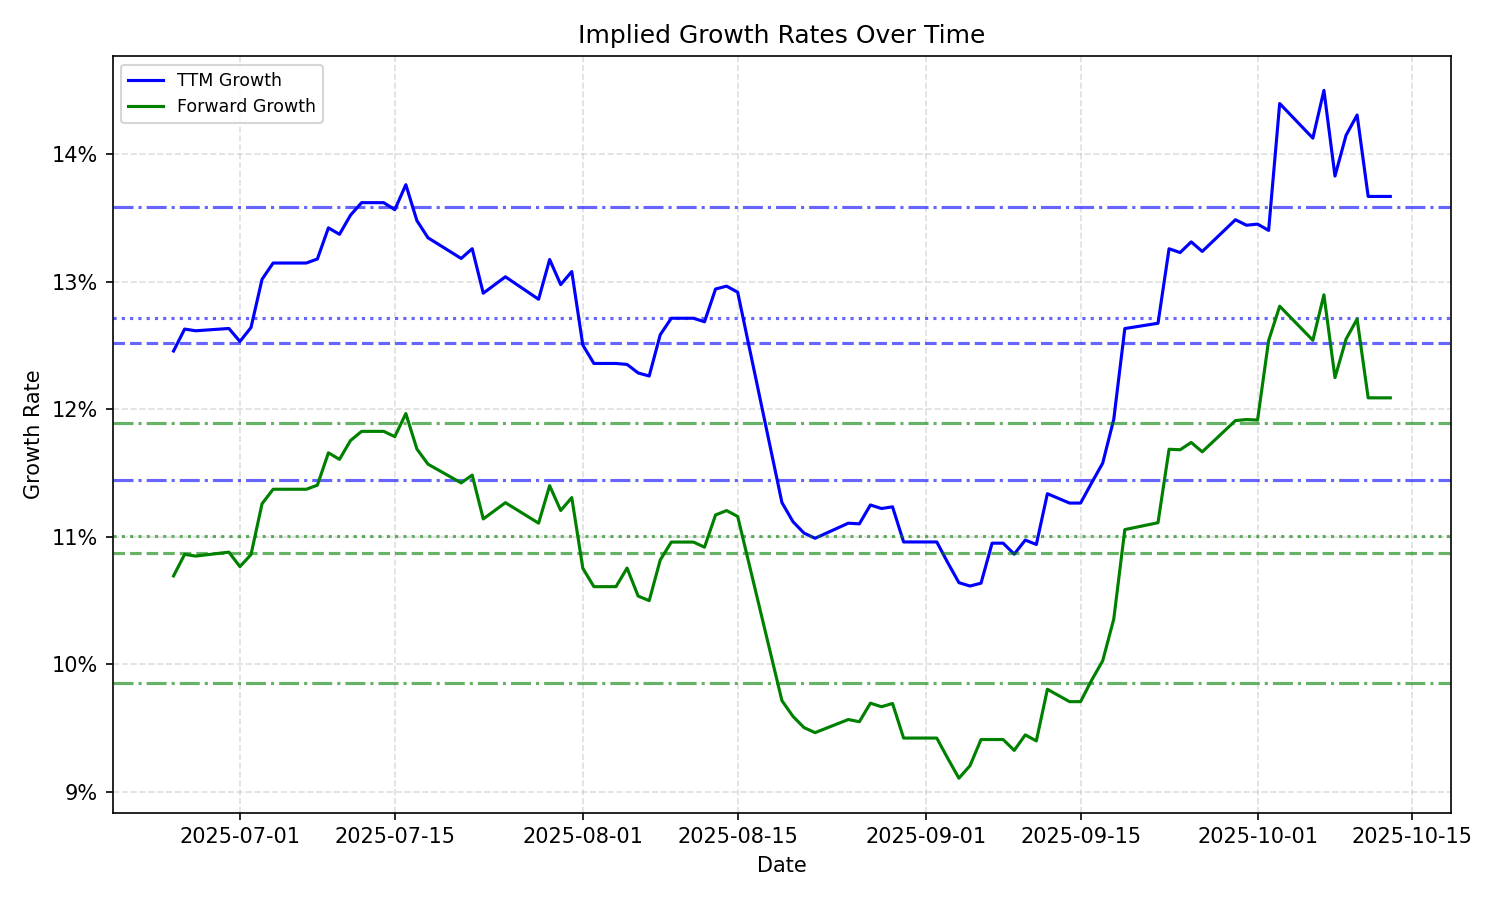 Implied Growth Rates Over Time
TTM Growth
Forward Growth
14%
13%
12%
11%
10%
9%
Growth Rate
2025-07-01
2025-07-15
2025-08-01
2025-08-15
2025-09-01
2025-09-15
2025-10-01
2025-10-15
Date